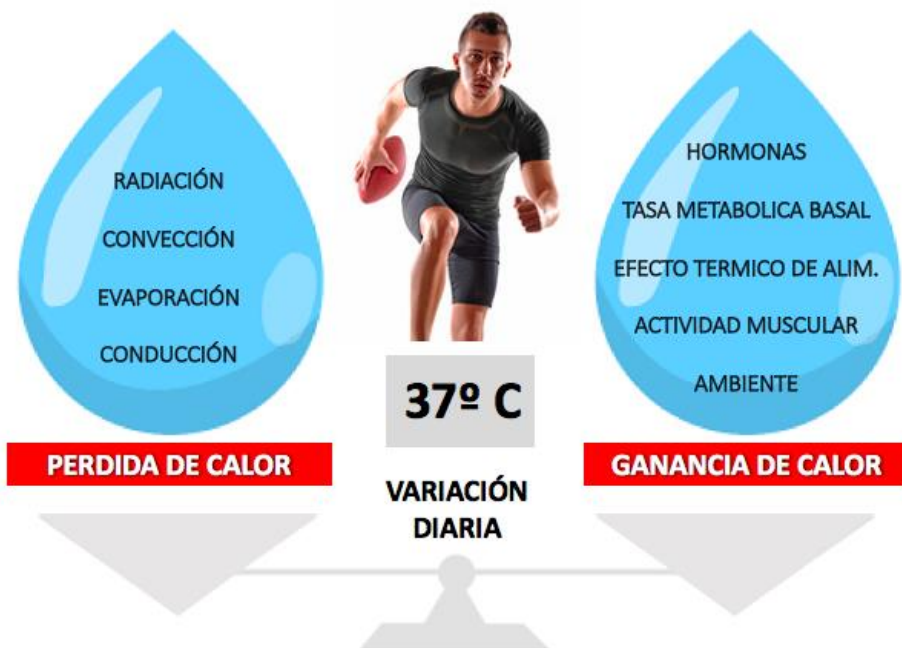 RADIACIÓN
CONVECCIÓN
EVAPORACIÓN
CONDUCCIÓN
PERDIDA DE CALOR
37º C
VARIACIÓN
DIARIA
HORMONAS
TASA METABOLICA BASAL
EFECTO TERMICO DE ALIM.
ACTIVIDAD MUSCULAR
AMBIENTE
GANANCIA DE CALOR